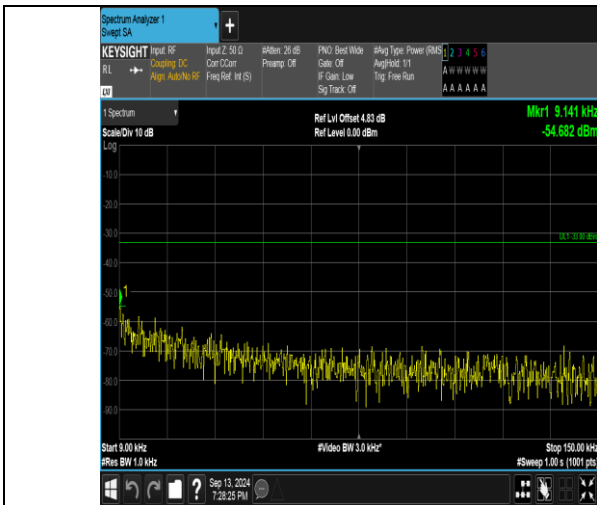 Spectrum Analyzer 1
Swept SA
+
KEYSIGHT
RL
Input: RF
Coupling: DC
Align: Auto/No RF
Input Z: 50 Ω
Corr CCorr
Freq Ref: Int (S)
#Atten: 26 dB
Preamp: Off
PNO: Best Wide
Gate: Off
IF Gain: Low
Sig Track: Off
#Avg Type: Power (RMS
Avg|Hold: 1/1
Trig: Free Run
1 2 3 4 5 6
A W W W W W
A A A A A A
LXI
1 Spectrum
Scale/Div 10 dB
Ref Lvl Offset 4.83 dB
Ref Level 0.00 dBm
Mkr1 9.141 kHz
-54.682 dBm
Log
-10.0
-20.0
-30.0
DL1 -33.00 dBm
-40.0
-50.0
1
-60.0
-70.0
-80.0
-90.0
Start 9.00 kHz
#Res BW 1.0 kHz
#Video BW 3.0 kHz*
Stop 150.00 kHz
#Sweep 1.00 s (1001 pts)
?
Sep 13, 2024
7:28:25 PM